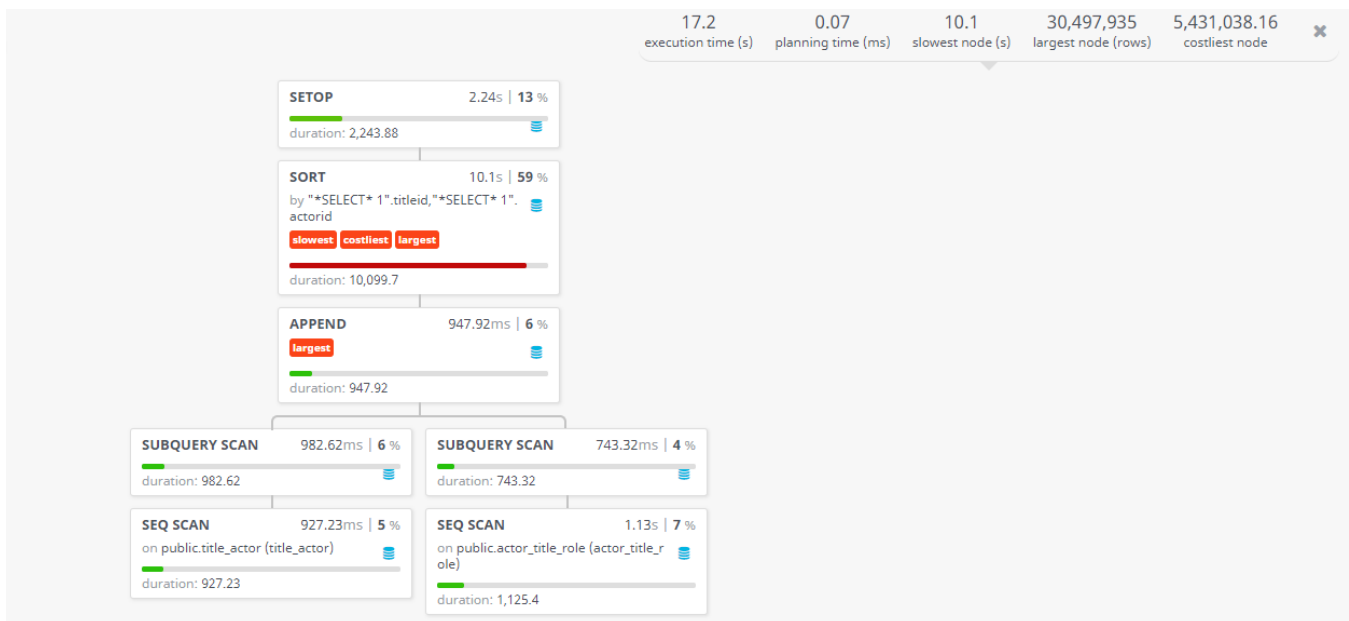 17.2 0.07 10.1 30,497,935 5,431,038.16 ✖
execution time (s) planning time (ms) slowest node (s) largest node (rows) costliest node
SETOP 2.24s | 13 %
duration: 2,243.88
SORT 10.1s | 59 %
by "*SELECT* 1".titleid,"*SELECT* 1".
actorid
slowest costliest largest
duration: 10,099.7
APPEND 947.92ms | 6 %
largest
duration: 947.92
SUBQUERY SCAN 982.62ms | 6 %
duration: 982.62
SUBQUERY SCAN 743.32ms | 4 %
duration: 743.32
SEQ SCAN 927.23ms | 5 %
on public.title_actor (title_actor)
duration: 927.23
SEQ SCAN 1.13s | 7 %
on public.actor_title_role (actor_title_r
ole)
duration: 1,125.4